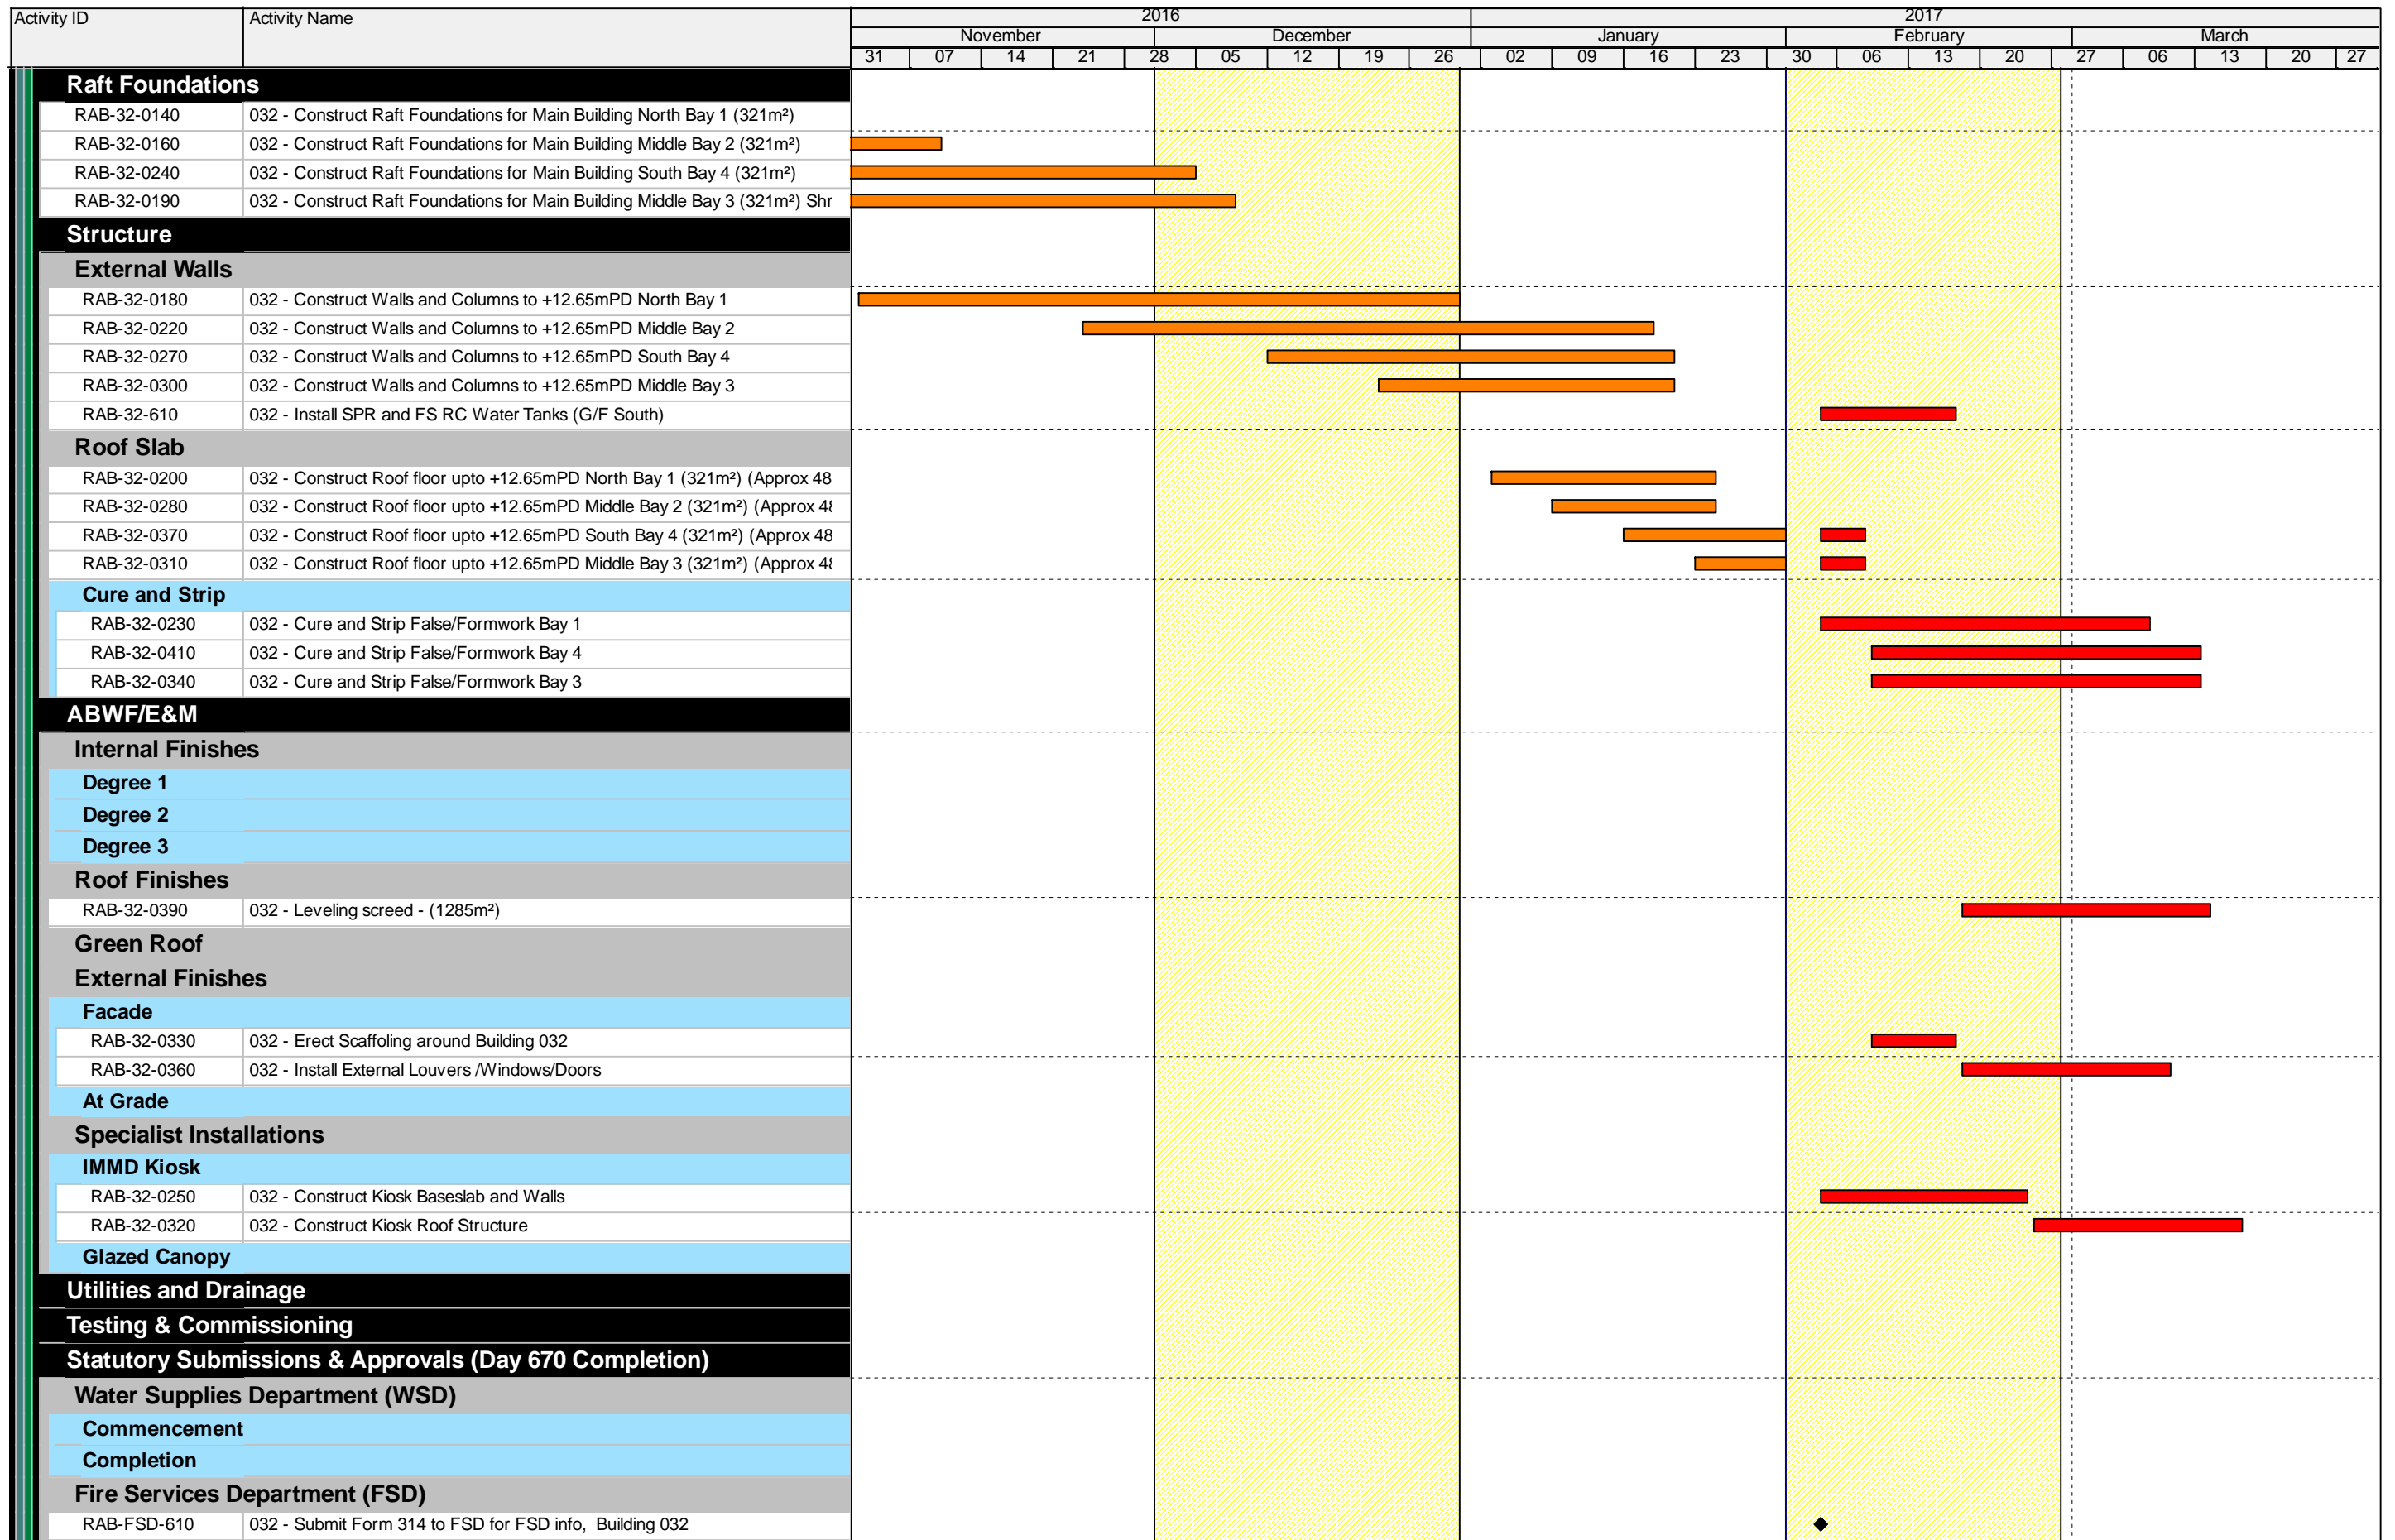 Activity ID Activity Name 2016 2017
November December January February March
31 07 14 21 28 05 12 19 26 02 09 16 23 30 06 13 20 27 06 13 20 27
Raft Foundations
RAB-32-0140 032 - Construct Raft Foundations for Main Building North Bay 1 (321m²)
RAB-32-0160 032 - Construct Raft Foundations for Main Building Middle Bay 2 (321m²)
RAB-32-0240 032 - Construct Raft Foundations for Main Building South Bay 4 (321m²)
RAB-32-0190 032 - Construct Raft Foundations for Main Building Middle Bay 3 (321m²) Shr
Structure
External Walls
RAB-32-0180 032 - Construct Walls and Columns to +12.65mPD North Bay 1
RAB-32-0220 032 - Construct Walls and Columns to +12.65mPD Middle Bay 2
RAB-32-0270 032 - Construct Walls and Columns to +12.65mPD South Bay 4
RAB-32-0300 032 - Construct Walls and Columns to +12.65mPD Middle Bay 3
RAB-32-610 032 - Install SPR and FS RC Water Tanks (G/F South)
Roof Slab
RAB-32-0200 032 - Construct Roof floor upto +12.65mPD North Bay 1 (321m²) (Approx 48
RAB-32-0280 032 - Construct Roof floor upto +12.65mPD Middle Bay 2 (321m²) (Approx 48
RAB-32-0370 032 - Construct Roof floor upto +12.65mPD South Bay 4 (321m²) (Approx 48
RAB-32-0310 032 - Construct Roof floor upto +12.65mPD Middle Bay 3 (321m²) (Approx 48
Cure and Strip
RAB-32-0230 032 - Cure and Strip False/Formwork Bay 1
RAB-32-0410 032 - Cure and Strip False/Formwork Bay 4
RAB-32-0340 032 - Cure and Strip False/Formwork Bay 3
ABWF/E&M
Internal Finishes
Degree 1
Degree 2
Degree 3
Roof Finishes
RAB-32-0390 032 - Leveling screed - (1285m²)
Green Roof
External Finishes
Facade
RAB-32-0330 032 - Erect Scaffoling around Building 032
RAB-32-0360 032 - Install External Louvers /Windows/Doors
At Grade
Specialist Installations
IMMD Kiosk
RAB-32-0250 032 - Construct Kiosk Baseslab and Walls
RAB-32-0320 032 - Construct Kiosk Roof Structure
Glazed Canopy
Utilities and Drainage
Testing & Commissioning
Statutory Submissions & Approvals (Day 670 Completion)
Water Supplies Department (WSD)
Commencement
Completion
Fire Services Department (FSD)
RAB-FSD-610 032 - Submit Form 314 to FSD for FSD info, Building 032